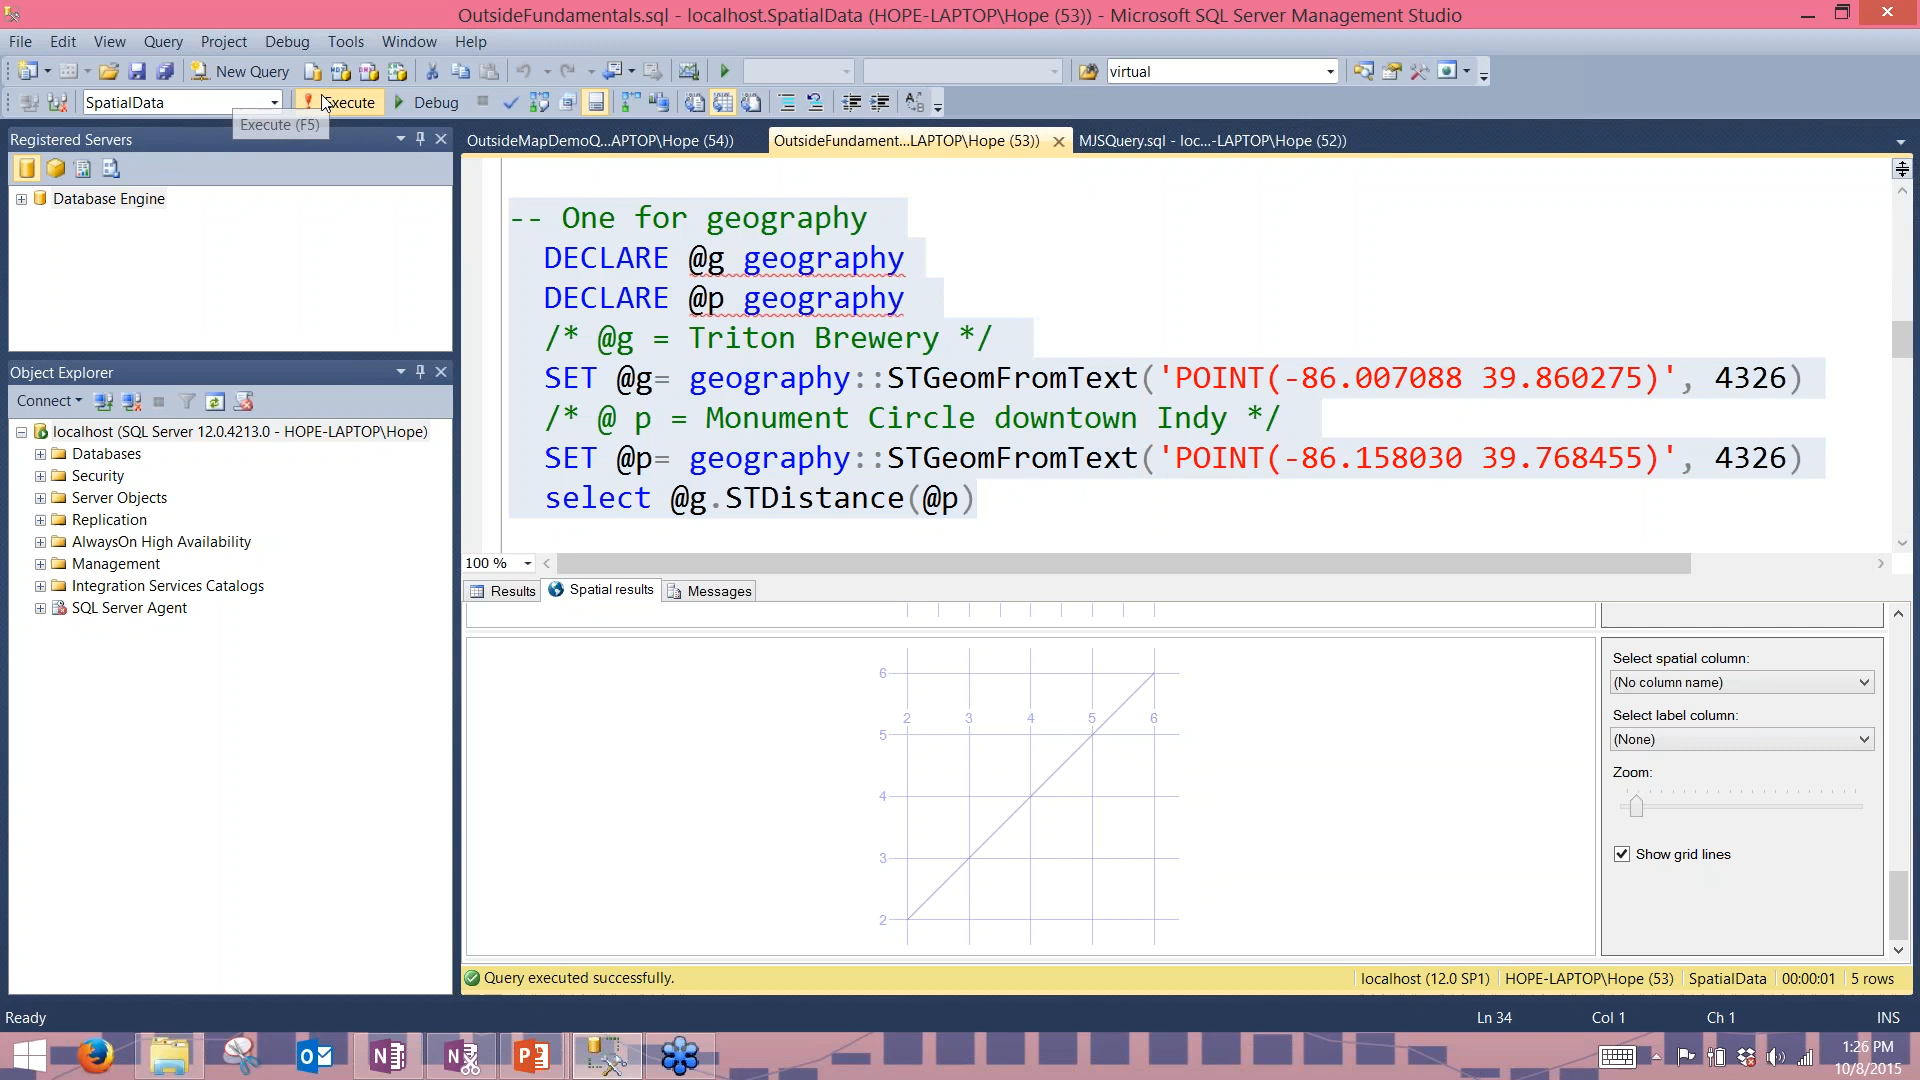 OutsideFundamentals.sql - localhost.SpatialData (HOPE-LAPTOP\Hope (53)) - Microsoft SQL Server Management Studio
File Edit View Query Project Debug Tools Window Help
New Query virtual
SpatialData Execute Debug
Execute (F5)
Registered Servers
Database Engine
Object Explorer
Connect
localhost (SQL Server 12.0.4213.0 - HOPE-LAPTOP\Hope)
Databases
Security
Server Objects
Replication
AlwaysOn High Availability
Management
Integration Services Catalogs
SQL Server Agent
OutsideMapDemoQ...APTOP\Hope (54)) OutsideFundament...LAPTOP\Hope (53)) MJSQuery.sql - loc...-LAPTOP\Hope (52))
-- One for geography
DECLARE @g geography
DECLARE @p geography
/* @g = Triton Brewery */
SET @g= geography::STGeomFromText('POINT(-86.007088 39.860275)', 4326)
/* @ p = Monument Circle downtown Indy */
SET @p= geography::STGeomFromText('POINT(-86.158030 39.768455)', 4326)
select @g.STDistance(@p)
100 %
Results Spatial results Messages
6
2 3 4 5 6
5
4
3
2
Select spatial column:
(No column name)
Select label column:
(None)
Zoom:
Show grid lines
Query executed successfully. localhost (12.0 SP1) HOPE-LAPTOP\Hope (53) SpatialData 00:00:01 5 rows
Ready Ln 34 Col 1 Ch 1 INS
1:26 PM
10/8/2015